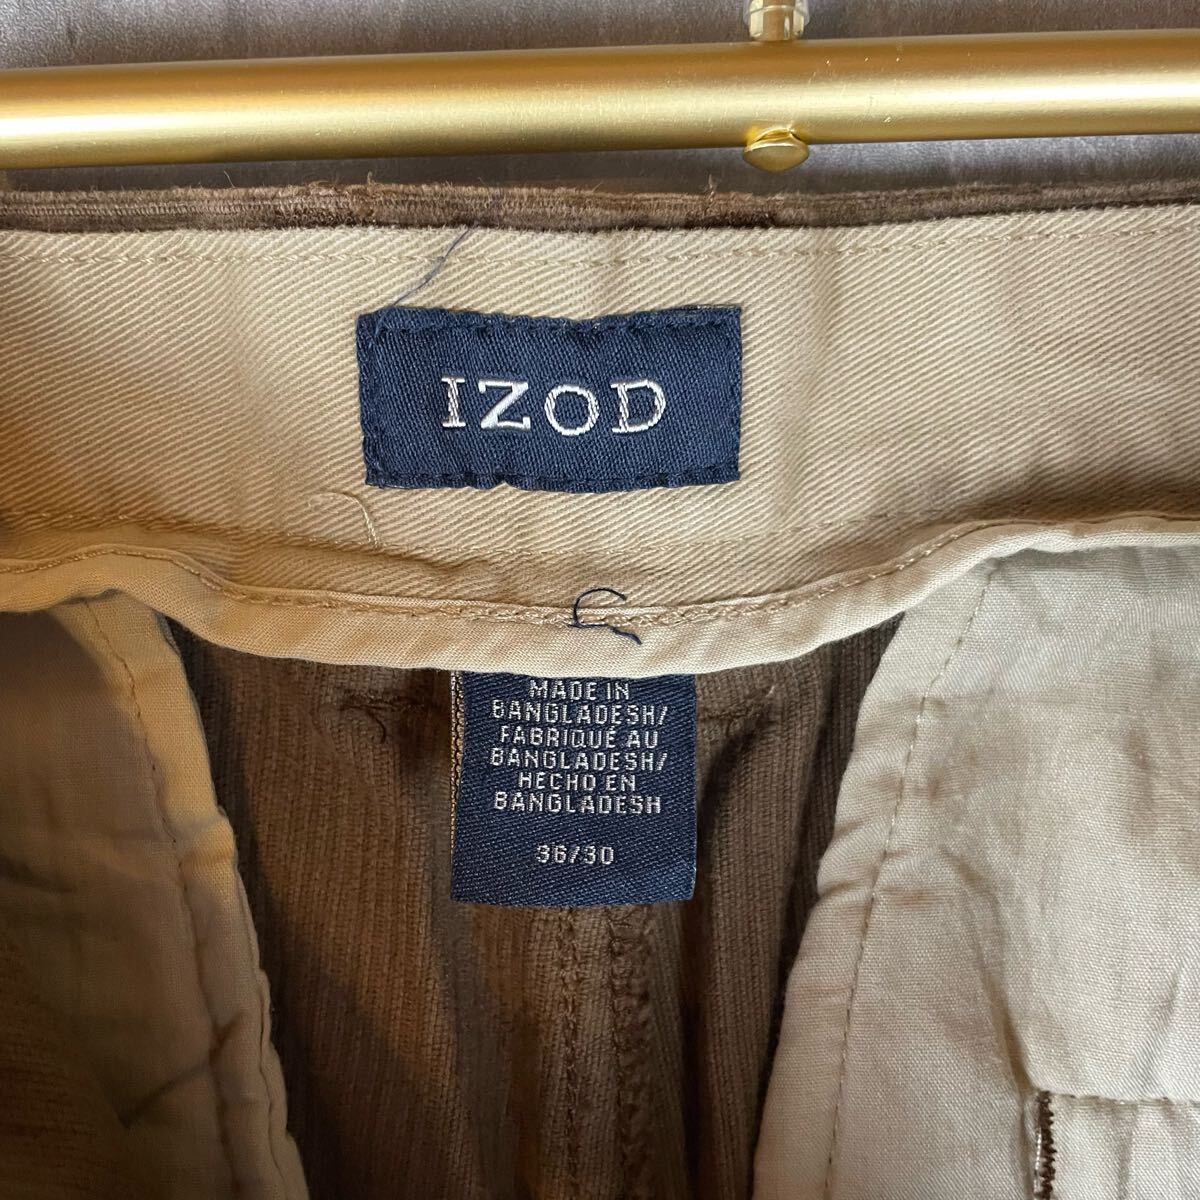 IZOD
MADE IN
BANGLADESH/
FABRIQUÉ AU
BANGLADESH/
HECHO EN
BANGLADESH
36/30